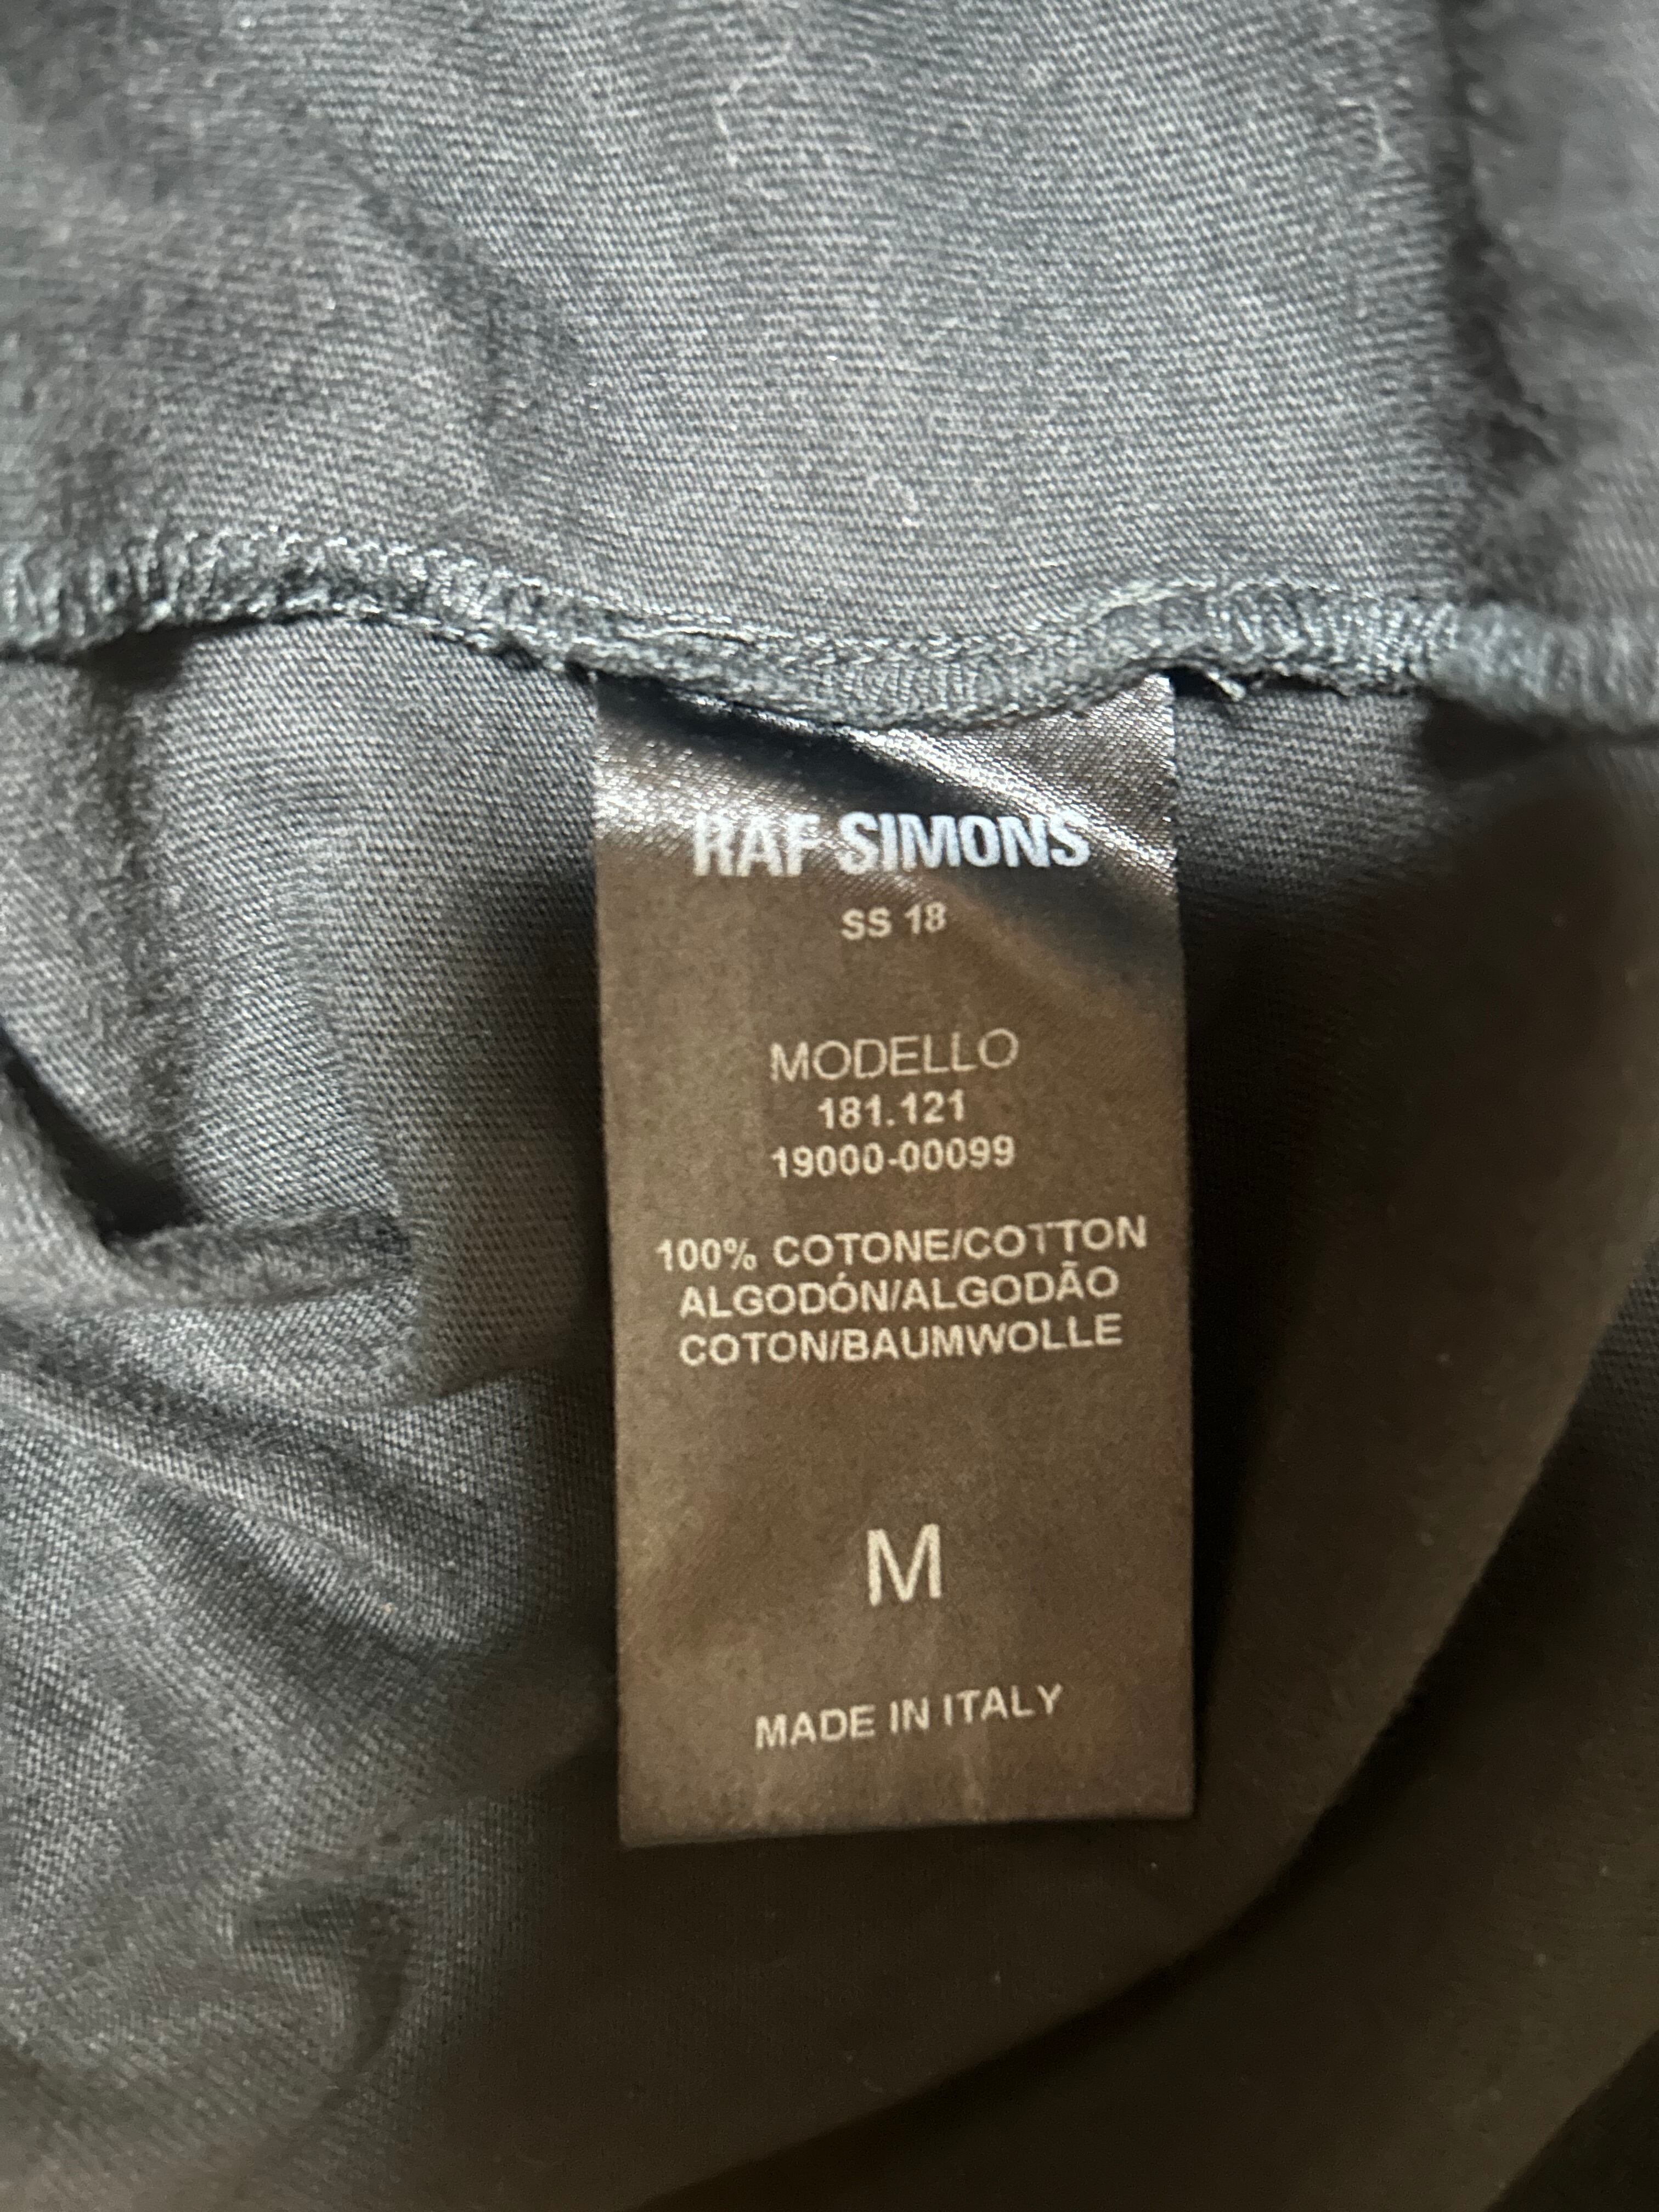 RAF SIMONS
SS 18
MODELLO
181.121
19000-00099
100% COTONE/COTTON
ALGODÓN/ALGODÃO
COTON/BAUMWOLLE
M
MADE IN ITALY